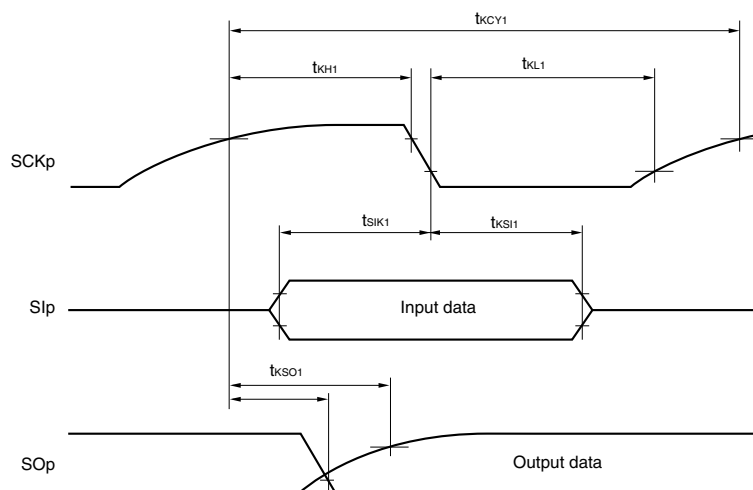 tKCY1
tKH1
tKL1
SCKp
tSIK1
tKSI1
SIp
Input data
tKSO1
SOp
Output data